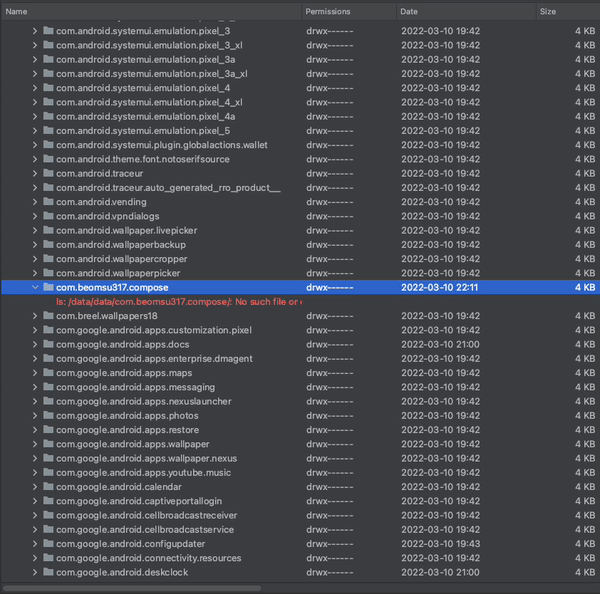 Name Permissions Date Size
com.android.systemui.emulation.pixel_3 drwx------ 2022-03-10 19:42 4 KB
com.android.systemui.emulation.pixel_3_xl drwx------ 2022-03-10 19:42 4 KB
com.android.systemui.emulation.pixel_3a drwx------ 2022-03-10 19:42 4 KB
com.android.systemui.emulation.pixel_3a_xl drwx------ 2022-03-10 19:42 4 KB
com.android.systemui.emulation.pixel_4 drwx------ 2022-03-10 19:42 4 KB
com.android.systemui.emulation.pixel_4_xl drwx------ 2022-03-10 19:42 4 KB
com.android.systemui.emulation.pixel_4a drwx------ 2022-03-10 19:42 4 KB
com.android.systemui.emulation.pixel_5 drwx------ 2022-03-10 19:42 4 KB
com.android.systemui.plugin.globalactions.wallet drwx------ 2022-03-10 19:42 4 KB
com.android.theme.font.notoserifsource drwx------ 2022-03-10 19:42 4 KB
com.android.traceur drwx------ 2022-03-10 19:42 4 KB
com.android.traceur.auto_generated_rro_product__ drwx------ 2022-03-10 19:42 4 KB
com.android.vending drwx------ 2022-03-10 19:42 4 KB
com.android.vpndialogs drwx------ 2022-03-10 19:42 4 KB
com.android.wallpaper.livepicker drwx------ 2022-03-10 19:42 4 KB
com.android.wallpaperbackup drwx------ 2022-03-10 19:42 4 KB
com.android.wallpapercropper drwx------ 2022-03-10 19:42 4 KB
com.android.wallpaperpicker drwx------ 2022-03-10 19:42 4 KB
com.beomsu317.compose drwx------ 2022-03-10 22:11 4 KB
ls: /data/data/com.beomsu317.compose/: No such file or
com.breel.wallpapers18 drwx------ 2022-03-10 19:42 4 KB
com.google.android.apps.customization.pixel drwx------ 2022-03-10 19:42 4 KB
com.google.android.apps.docs drwx------ 2022-03-10 21:00 4 KB
com.google.android.apps.enterprise.dmagent drwx------ 2022-03-10 19:42 4 KB
com.google.android.apps.maps drwx------ 2022-03-10 19:42 4 KB
com.google.android.apps.messaging drwx------ 2022-03-10 19:42 4 KB
com.google.android.apps.nexuslauncher drwx------ 2022-03-10 19:42 4 KB
com.google.android.apps.photos drwx------ 2022-03-10 19:42 4 KB
com.google.android.apps.restore drwx------ 2022-03-10 19:42 4 KB
com.google.android.apps.wallpaper drwx------ 2022-03-10 19:42 4 KB
com.google.android.apps.wallpaper.nexus drwx------ 2022-03-10 19:42 4 KB
com.google.android.apps.youtube.music drwx------ 2022-03-10 19:42 4 KB
com.google.android.calendar drwx------ 2022-03-10 19:42 4 KB
com.google.android.captiveportallogin drwx------ 2022-03-10 19:42 4 KB
com.google.android.cellbroadcastreceiver drwx------ 2022-03-10 19:42 4 KB
com.google.android.cellbroadcastservice drwx------ 2022-03-10 19:42 4 KB
com.google.android.configupdater drwx------ 2022-03-10 19:43 4 KB
com.google.android.connectivity.resources drwx------ 2022-03-10 19:42 4 KB
com.google.android.deskclock drwx------ 2022-03-10 21:00 4 KB